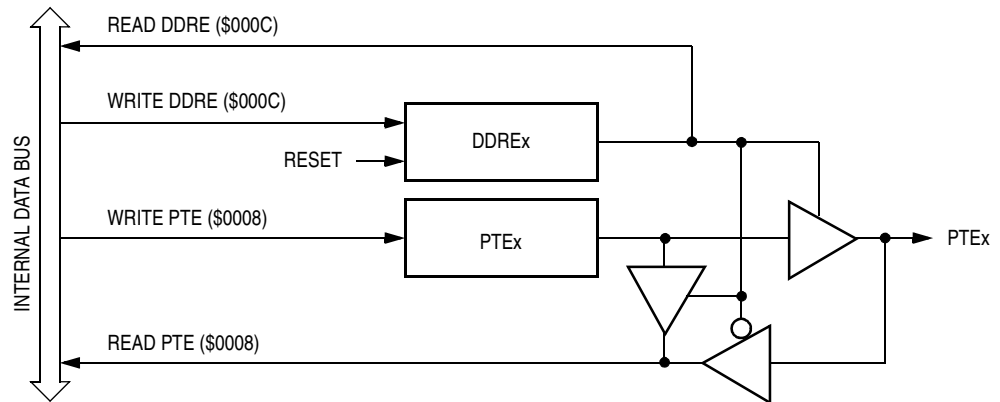 READ DDRE ($000C)
WRITE DDRE ($000C)
DDREx
RESET
INTERNAL DATA BUS
WRITE PTE ($0008)
PTEx
PTEx
READ PTE ($0008)